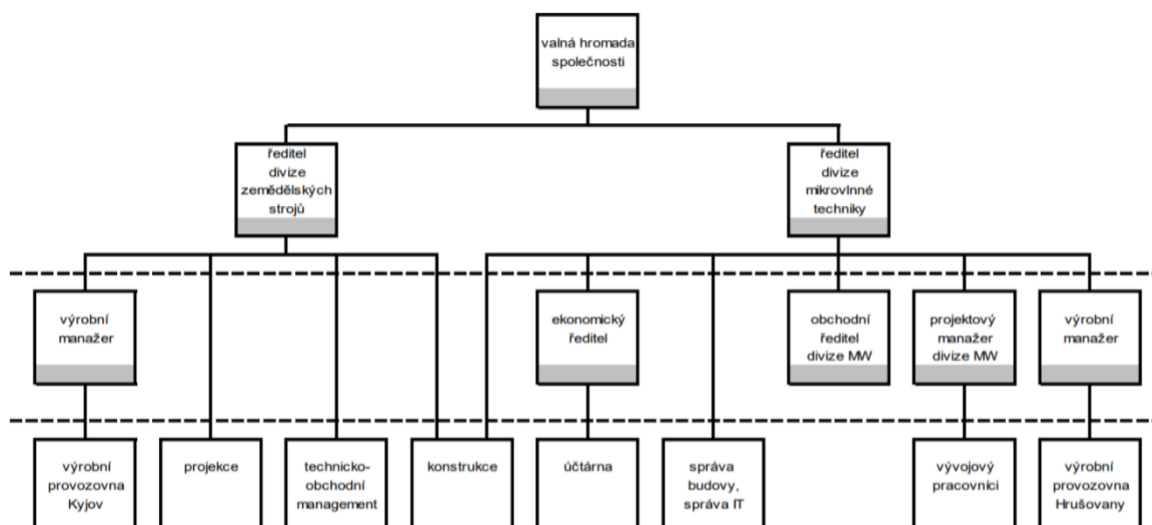 valná hromada
společnosti
ředitel
divize
zemědělských
strojů
ředitel
divize
mikrovlnné
techniky
výrobní
manažer
ekonomický
ředitel
obchodní
ředitel
divize MW
projektový
manažer
divize MW
výrobní
manažer
výrobní
provozovna
Kyjov
projekce
technicko-
obchodní
management
konstrukce
účtárna
správa
budovy,
správa IT
vývojový
pracovníci
výrobní
provozovna
Hrušovany